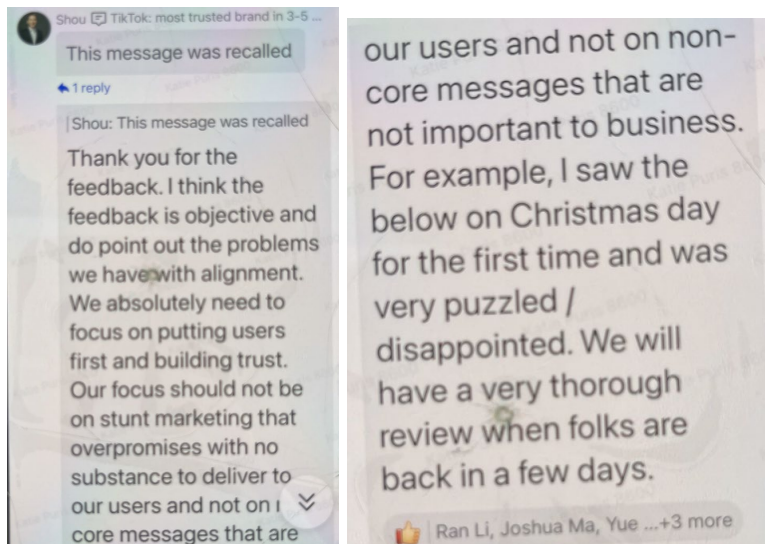 Shou TikTok: most trusted brand in 3-5 ...
This message was recalled
1 reply
Shou: This message was recalled
Thank you for the
feedback. I think the
feedback is objective and
do point out the problems
we have with alignment.
We absolutely need to
focus on putting users
first and building trust.
Our focus should not be
on stunt marketing that
overpromises with no
substance to deliver to
our users and not on
core messages that are
our users and not on non-
core messages that are
not important to business.
For example, I saw the
below on Christmas day
for the first time and was
very puzzled /
disappointed. We will
have a very thorough
review when folks are
back in a few days.
Ran Li, Joshua Ma, Yue ...+3 more